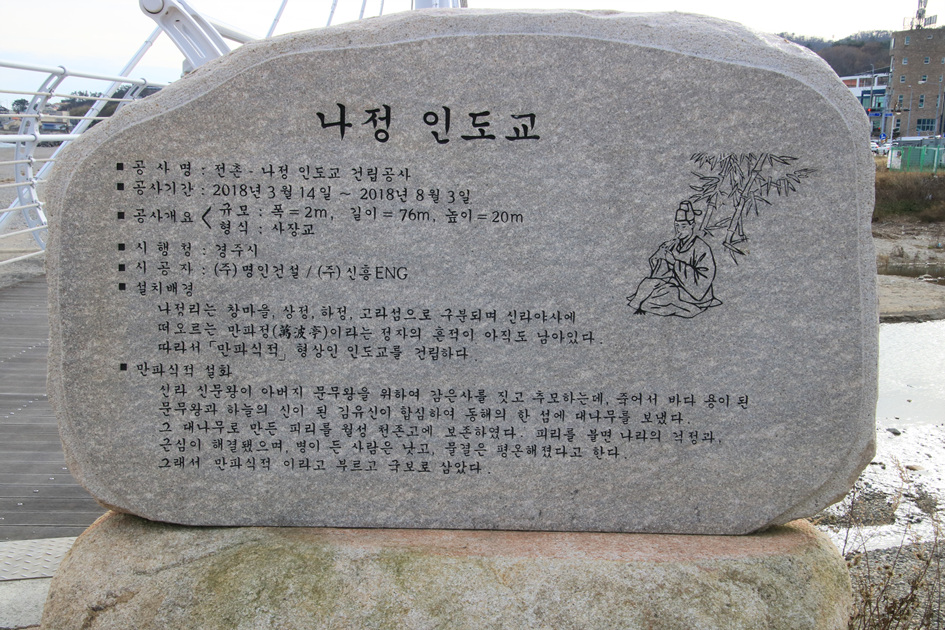 나정 인도교
■ 공 사 명 : 전촌 - 나정 인도교 건립공사
■ 공사기간 : 2018년 3월 14일 ~ 2018년 8월 3일
■ 공사개요 < 규모 : 폭=2m, 길이=76m, 높이=20m
형식 : 사장교
■ 시 행 청 : 경주시
■ 시 공 자 : (주)명인건설 / (주)신흥ENG
■ 설치배경
나정리는 창마을, 상정, 하정, 고라섬으로 구분되며 신라야사에
떠오르는 만파정(萬波亭)이라는 정자의 흔적이 아직도 남아있다.
따라서 「만파식적」 형상인 인도교를 건립하다.
■ 만파식적 설화
신라 신문왕이 아버지 문무왕을 위하여 감은사를 짓고 추모하는데, 죽어서 바다 용이 된
문무왕과 하늘의 신이 된 김유신이 합심하여 동해의 한 섬에 대나무를 보냈다.
그 대나무로 만든 피리를 월성 천존고에 보존하였다. 피리를 불면 나라의 걱정과,
근심이 해결됐으며, 병이 든 사람은 낫고, 물결은 평온해졌다고 한다.
그래서 만파식적 이라고 부르고 국보로 삼았다.